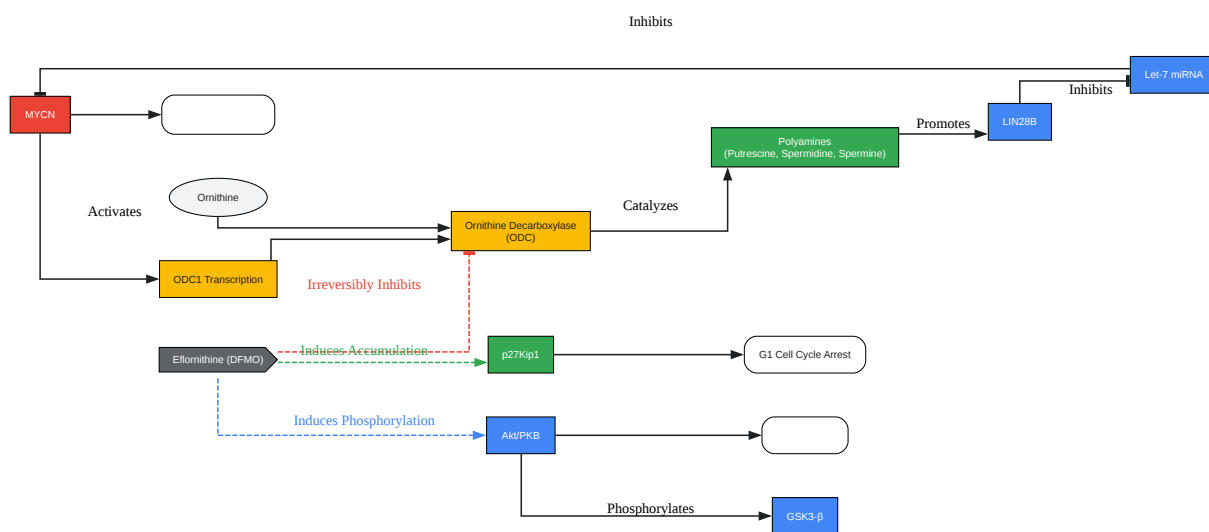 Inhibits
Let-7 miRNA
Inhibits
MYCN
LIN28B
Promotes
Polyamines
(Putrescine, Spermidine, Spermine)
Ornithine
Activates
Catalyzes
Ornithine Decarboxylase
(ODC)
ODC1 Transcription
Irreversibly Inhibits
Eflornithine (DFMO)
Induces Accumulation
p27Kip1
G1 Cell Cycle Arrest
Induces Phosphorylation
Akt/PKB
Phosphorylates
GSK3-β